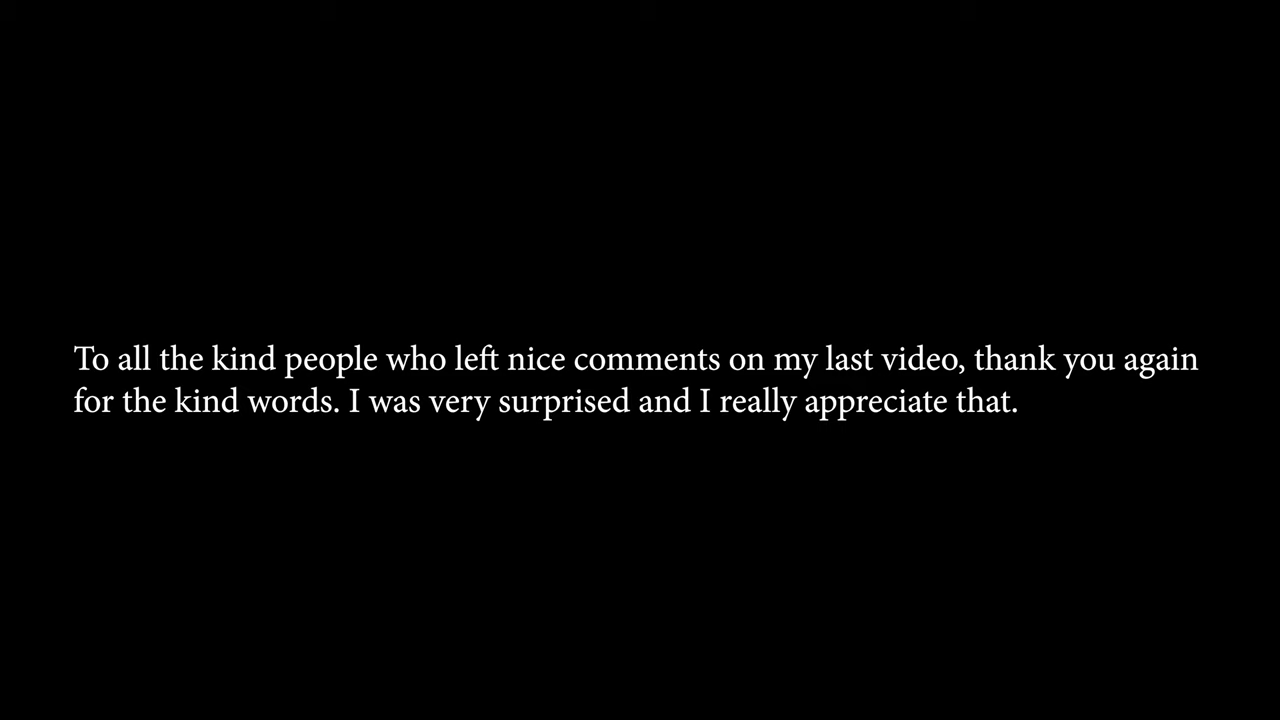 To all the kind people who left nice comments on my last video, thank you again
for the kind words. I was very surprised and I really appreciate that.